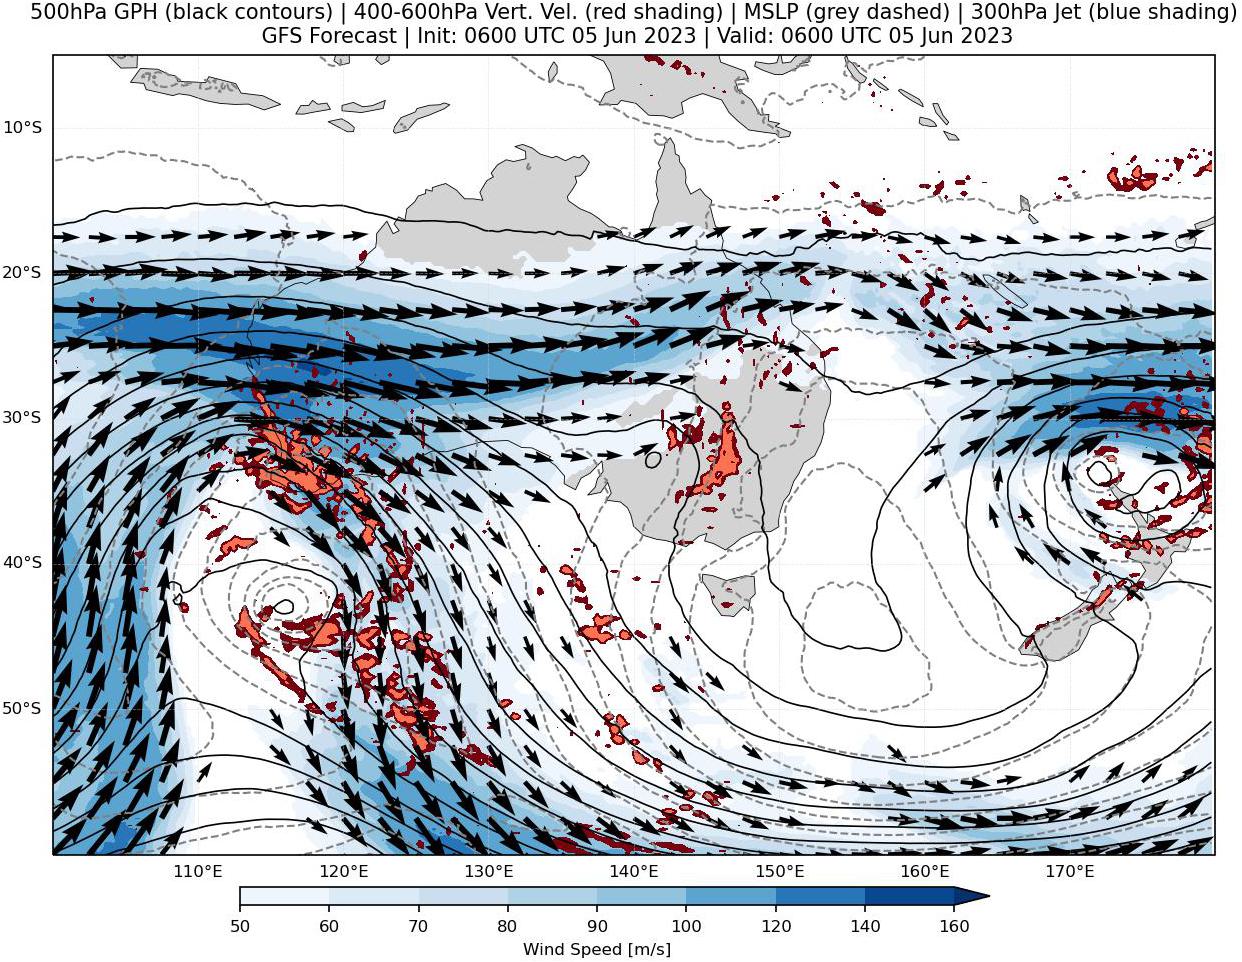 500hPa GPH (black contours) | 400-600hPa Vert. Vel. (red shading) | MSLP (grey dashed) | 300hPa Jet (blue shading)
GFS Forecast | Init: 0600 UTC 05 Jun 2023 | Valid: 0600 UTC 05 Jun 2023
10°S
20°S
30°S
40°S
50°S
110°E 120°E 130°E 140°E 150°E 160°E 170°E
50 60 70 80 90 100 120 140 160
Wind Speed [m/s]